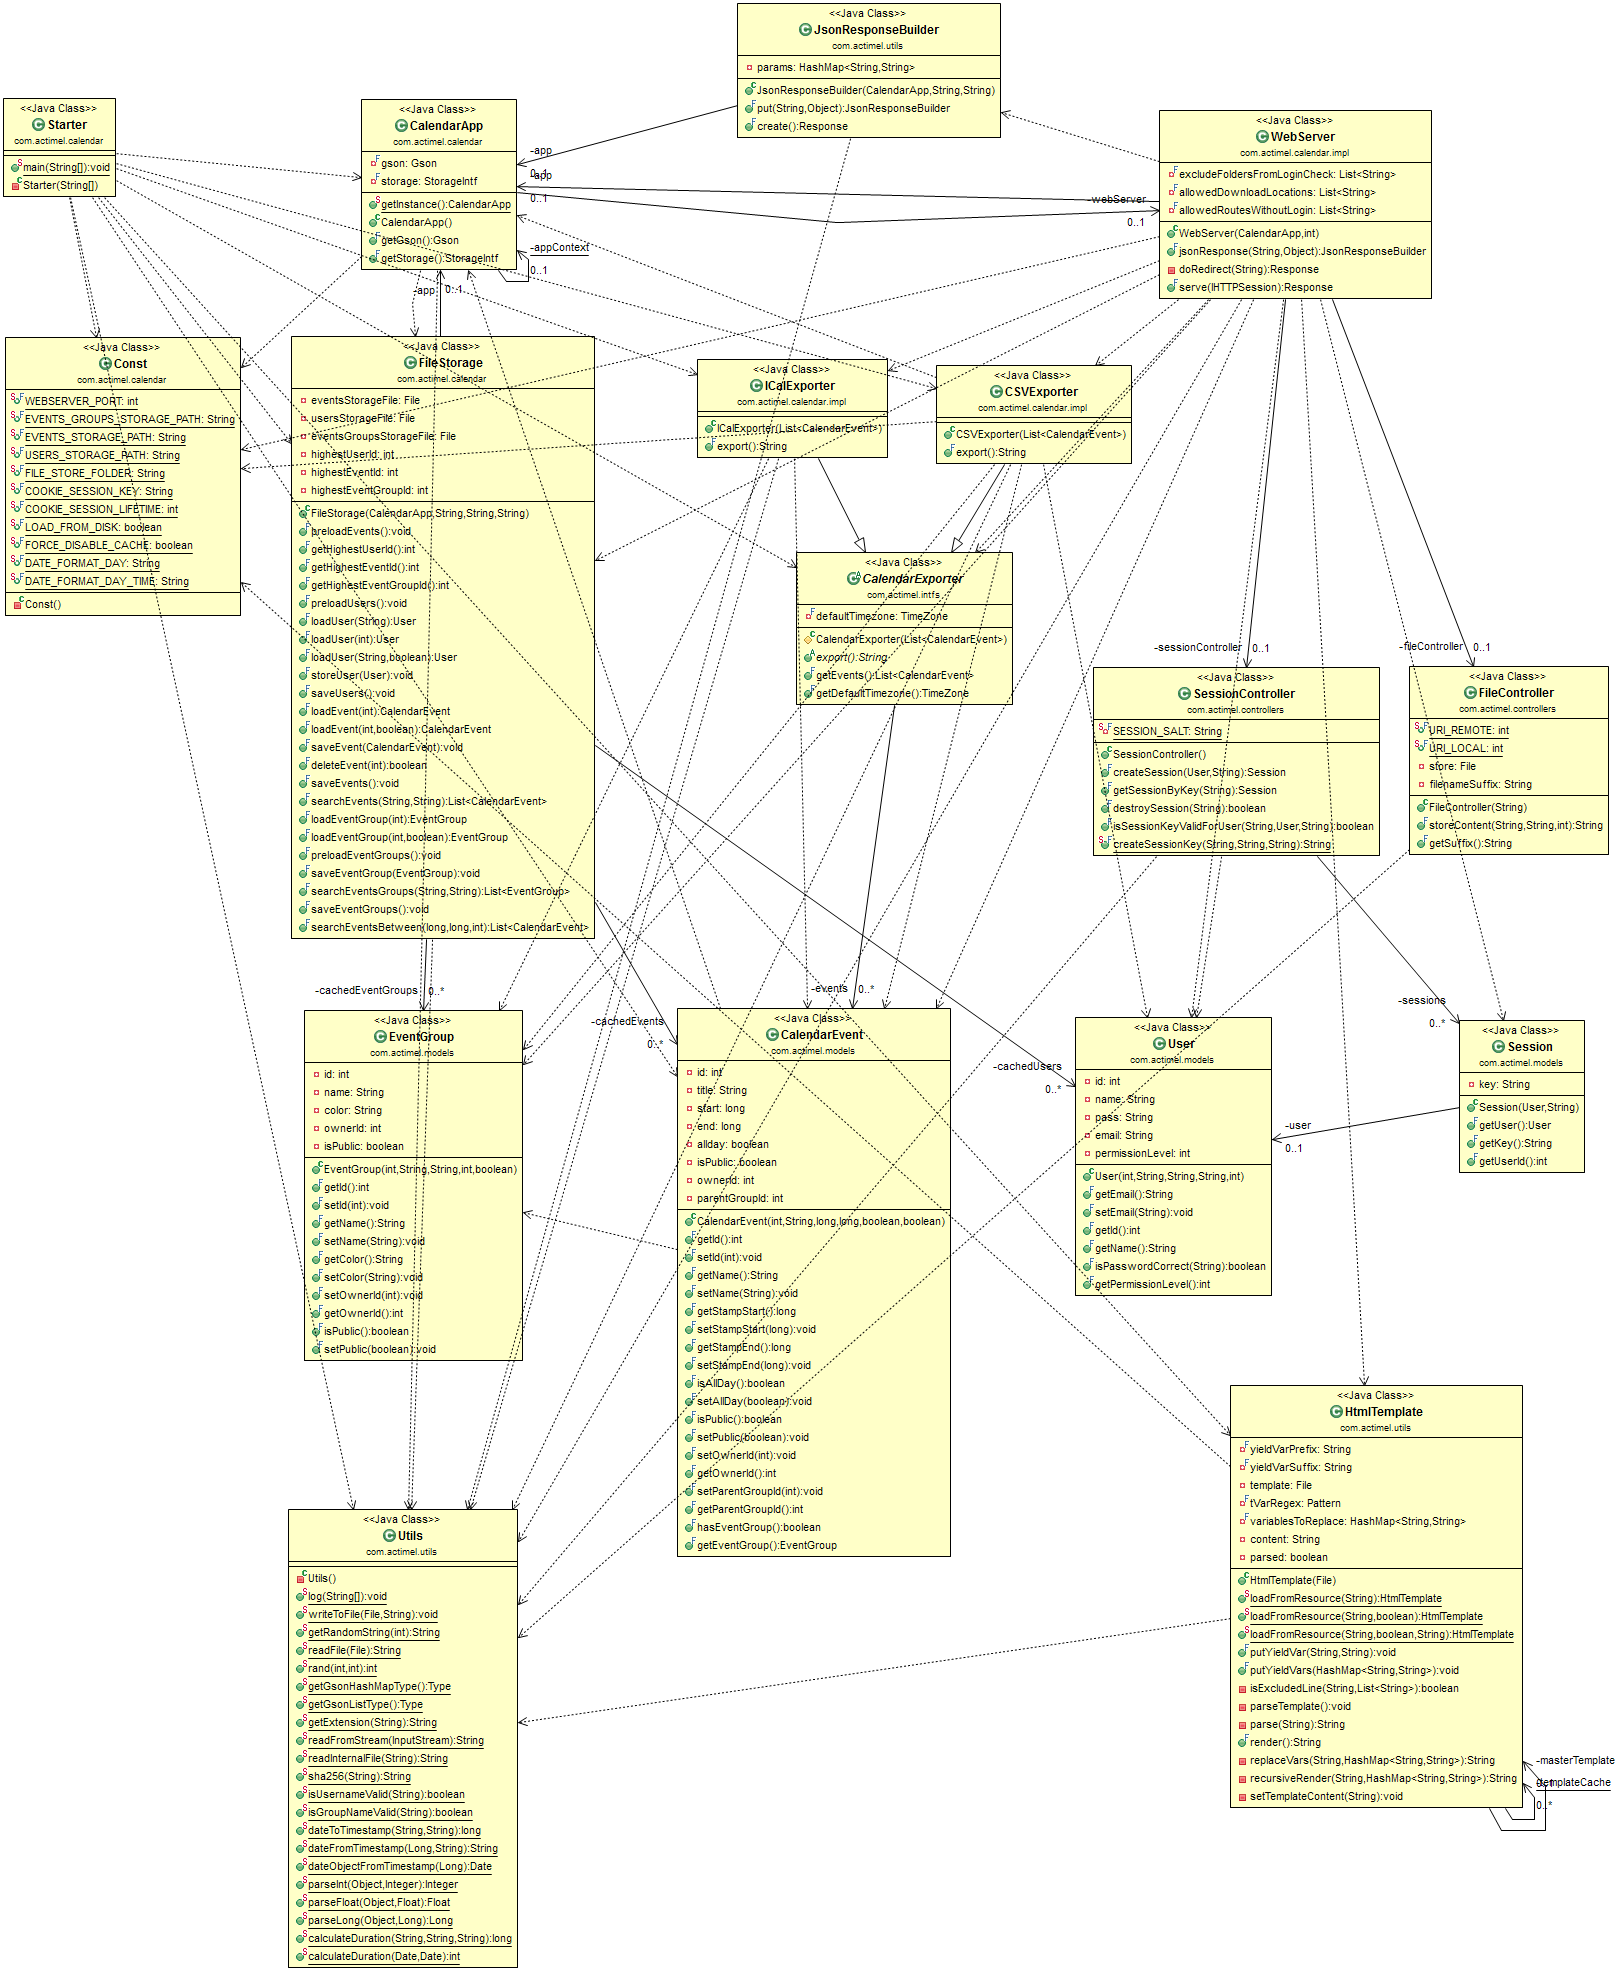 <<Java Class>>
JsonResponseBuilder
com.actimel.utils
params: HashMap<String,String>
JsonResponseBuilder(CalendarApp,String,String)
put(String,Object):JsonResponseBuilder
create():Response
<<Java Class>>
Starter
com.actimel.calendar
main(String[]):void
Starter(String[])
<<Java Class>>
CalendarApp
com.actimel.calendar
gson: Gson
storage: StorageIntf
getInstance():CalendarApp
CalendarApp()
getGson():Gson
getStorage():StorageIntf
<<Java Class>>
WebServer
com.actimel.calendar.impl
excludeFoldersFromLoginCheck: List<String>
allowedDownloadLocations: List<String>
allowedRoutesWithoutLogin: List<String>
WebServer(CalendarApp,int)
jsonResponse(String,Object):JsonResponseBuilder
doRedirect(String):Response
serve(IHTTPSession):Response
-app
0..1
-app
0..1
-webServer
0..1
-appContext
0..1
-app
0..1
<<Java Class>>
Const
com.actimel.calendar
WEBSERVER_PORT: int
EVENTS_GROUPS_STORAGE_PATH: String
EVENTS_STORAGE_PATH: String
USERS_STORAGE_PATH: String
FILE_STORE_FOLDER: String
COOKIE_SESSION_KEY: String
COOKIE_SESSION_LIFETIME: int
LOAD_FROM_DISK: boolean
FORCE_DISABLE_CACHE: boolean
DATE_FORMAT_DAY: String
DATE_FORMAT_DAY_TIME: String
Const()
<<Java Class>>
FileStorage
com.actimel.calendar
eventsStorageFile: File
usersStorageFile: File
eventsGroupsStorageFile: File
highestUserId: int
highestEventId: int
highestEventGroupId: int
FileStorage(CalendarApp,String,String,String)
preloadEvents():void
getHighestUserId():int
getHighestEventId():int
getHighestEventGroupId():int
preloadUsers():void
loadUser(String):User
loadUser(int):User
loadUser(String,boolean):User
storeUser(User):void
saveUsers():void
loadEvent(int):CalendarEvent
loadEvent(int,boolean):CalendarEvent
saveEvent(CalendarEvent):void
deleteEvent(int):boolean
saveEvents():void
searchEvents(String,String):List<CalendarEvent>
loadEventGroup(int):EventGroup
loadEventGroup(int,boolean):EventGroup
preloadEventGroups():void
saveEventGroup(EventGroup):void
searchEventsGroups(String,String):List<EventGroup>
saveEventGroups():void
searchEventsBetween(long,long,int):List<CalendarEvent>
<<Java Class>>
ICalExporter
com.actimel.calendar.impl
ICalExporter(List<CalendarEvent>)
export():String
<<Java Class>>
CSVExporter
com.actimel.calendar.impl
CSVExporter(List<CalendarEvent>)
export():String
<<Java Class>>
CalendarExporter
com.actimel.intfs
defaultTimezone: TimeZone
CalendarExporter(List<CalendarEvent>)
export():String
getEvents():List<CalendarEvent>
getDefaultTimezone():TimeZone
-sessionController
0..1
-fileController
0..1
<<Java Class>>
SessionController
com.actimel.controllers
SESSION_SALT: String
SessionController()
createSession(User,String):Session
getSessionByKey(String):Session
destroySession(String):boolean
isSessionKeyValidForUser(String,User,String):boolean
createSessionKey(String,String,String):String
<<Java Class>>
FileController
com.actimel.controllers
URI_REMOTE: int
URI_LOCAL: int
store: File
filenameSuffix: String
FileController(String)
storeContent(String,String,int):String
getSuffix():String
-cachedEventGroups
0..*
-cachedEvents
0..*
-events
0..*
-cachedUsers
0..*
-sessions
0..*
-user
0..1
<<Java Class>>
EventGroup
com.actimel.models
id: int
name: String
color: String
ownerId: int
isPublic: boolean
EventGroup(int,String,String,int,boolean)
getId():int
setId(int):void
getName():String
setName(String):void
getColor():String
setColor(String):void
setOwnerId(int):void
getOwnerId():int
isPublic():boolean
setPublic(boolean):void
<<Java Class>>
CalendarEvent
com.actimel.models
id: int
title: String
start: long
end: long
allday: boolean
isPublic: boolean
ownerId: int
parentGroupId: int
CalendarEvent(int,String,long,long,boolean,boolean)
getId():int
setId(int):void
getName():String
setName(String):void
getStampStart():long
setStampStart(long):void
getStampEnd():long
setStampEnd(long):void
isAllDay():boolean
setAllDay(boolean):void
isPublic():boolean
setPublic(boolean):void
setOwnerId(int):void
getOwnerId():int
setParentGroupId(int):void
getParentGroupId():int
hasEventGroup():boolean
getEventGroup():EventGroup
<<Java Class>>
User
com.actimel.models
id: int
name: String
pass: String
email: String
permissionLevel: int
User(int,String,String,String,int)
getEmail():String
setEmail(String):void
getId():int
getName():String
isPasswordCorrect(String):boolean
getPermissionLevel():int
<<Java Class>>
Session
com.actimel.models
key: String
Session(User,String)
getUser():User
getKey():String
getUserId():int
<<Java Class>>
HtmlTemplate
com.actimel.utils
yieldVarPrefix: String
yieldVarSuffix: String
template: File
tVarRegex: Pattern
variablesToReplace: HashMap<String,String>
content: String
parsed: boolean
HtmlTemplate(File)
loadFromResource(String):HtmlTemplate
loadFromResource(String,boolean):HtmlTemplate
loadFromResource(String,boolean,String):HtmlTemplate
putYieldVar(String,String):void
putYieldVars(HashMap<String,String>):void
isExcludedLine(String,List<String>):boolean
parseTemplate():void
parse(String):String
render():String
replaceVars(String,HashMap<String,String>):String
recursiveRender(String,HashMap<String,String>):String
setTemplateContent(String):void
-masterTemplate
0..1
-templateCache
0..*
<<Java Class>>
Utils
com.actimel.utils
Utils()
log(String[]):void
writeToFile(File,String):void
getRandomString(int):String
readFile(File):String
rand(int,int):int
getGsonHashMapType():Type
getGsonListType():Type
getExtension(String):String
readFromStream(InputStream):String
readInternalFile(String):String
sha256(String):String
isUsernameValid(String):boolean
isGroupNameValid(String):boolean
dateToTimestamp(String,String):long
dateFromTimestamp(Long,String):String
dateObjectFromTimestamp(Long):Date
parseInt(Object,Integer):Integer
parseFloat(Object,Float):Float
parseLong(Object,Long):Long
calculateDuration(String,String,String):long
calculateDuration(Date,Date):int